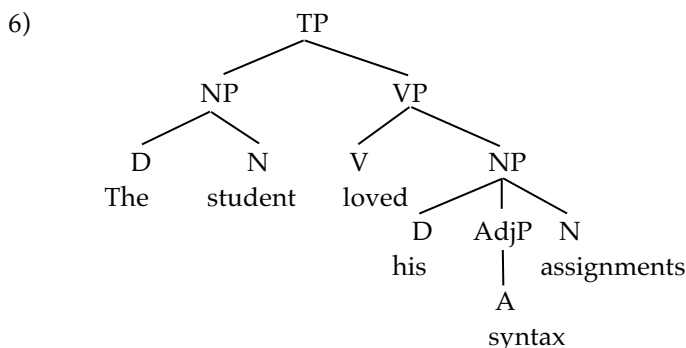 6) TP
NP VP
D N V NP
The student loved
D AdjP N
his assignments
A
syntax